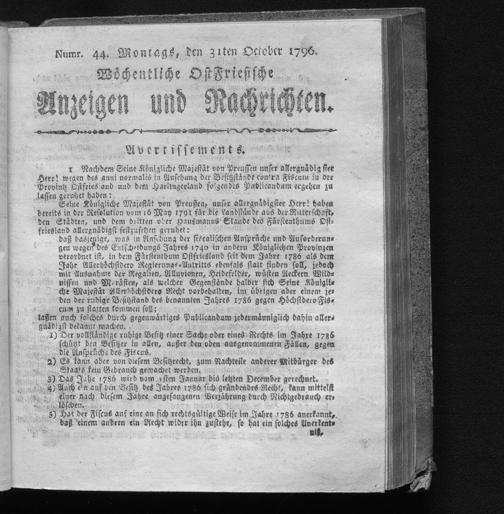 Numr. 44. Montags, den 31ten October 1796.
Wöchentliche OstFriesische
Anzeigen und Nachrichten.
Avertissements.
1 Nachdem Seine Königliche Majestät von Preussen unser allergnädigster
Herr! wegen des anni normalis in Ansehung der Besitzstände contra Fiscum in der
Provintz Ostfriesland und dem Harlingerland folgendes Publicandum ergehen zu
lassen geruhet haben:
Seine Königliche Majestät von Preussen, unser allergnädigster Herr! haben
bereits in der Resolution vom 16 May 1791 für die Landstände aus der Ritterschaft,
den Städten, und dem dritten oder Hausmanns Stande des Fürstenthums Ost-
friesland allergnädigst festzusetzen geruhet:
daß dasjenige, was in Ansehung der fiscalischen Ansprüche und Anforderun-
gen wegen des Entscheidungs Jahres 1740 in andern Königlichen Provinzen
verordnet ist, in dem Fürstenthum Ostfriesland seit dem Jahre 1786 als dem
Jahr Allerhöchstdero Regierungs-Antritts ebenfals statt finden soll, jedoch
mit Ausnahme der Regalien, Alluvionen, Heidefelder, wüsten Aeckern Wild-
nissen und Morästen, als welcher Gegenstände halber sich Seine Königli-
che Majestät Allerhöchstdero Recht vorbehalten, im übrigen aber einem je-
den der ruhige Besitzstand des benannten Jahres 1786 gegen Höchstdero Fis-
cum zu statten kommen soll;
lassen auch solches durch gegenwärtiges Publicandum jedermänniglich dahin aller-
gnädigst bekannt machen.
1) Der vollständige ruhige Besitz einer Sache oder eines Rechts im Jahre 1786
schützt den Besitzer in allen, ausser den oben ausgenommenen Fällen, gegen
die Ansprüche des Fiscus.
2) Es kann aber von diesem Besitzrecht, zum Nachteile anderer Mitbürger des
Staats kein Gebrauch gemachet werden.
3) Das Jahr 1786 wird vom 1sten Januar bis letzten December gerechnet.
4) Auch ein auf den Besitz des Jahres 1786 sich gründendes Recht, kann mittelst
einer nach diesem Jahre angefangenen Verjährung durch Nichtgebrauch er-
löschen.
5) Hat der Fiscus auf eine an sich rechtsgültige Weise im Jahre 1786 anerkannt,
daß einem andern ein Recht wider ihn zustehe, so hat ein solches Anerkent-
niß,